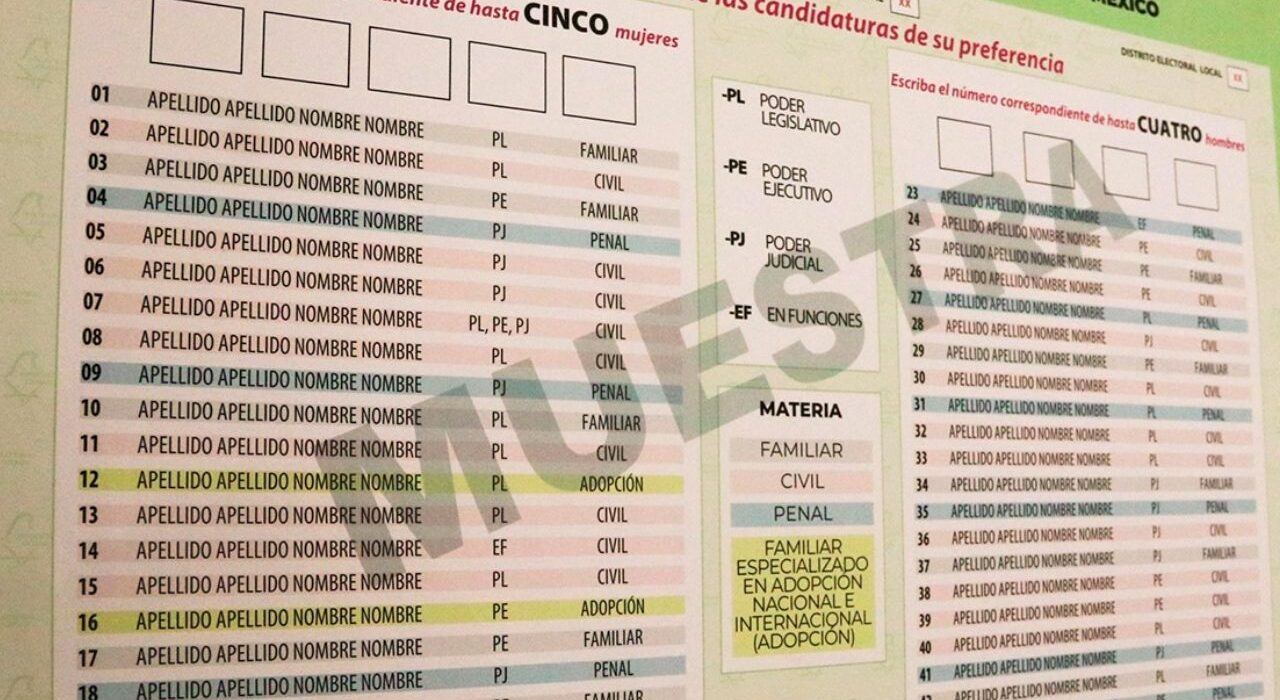 diente de hasta CINCO mujeres
01 APELLIDO APELLIDO NOMBRE NOMBRE PL FAMILIAR
02 APELLIDO APELLIDO NOMBRE NOMBRE PL CIVIL
03 APELLIDO APELLIDO NOMBRE NOMBRE PE FAMILIAR
04 APELLIDO APELLIDO NOMBRE NOMBRE PJ PENAL
05 APELLIDO APELLIDO NOMBRE NOMBRE PJ CIVIL
06 APELLIDO APELLIDO NOMBRE NOMBRE PJ CIVIL
07 APELLIDO APELLIDO NOMBRE NOMBRE PL, PE, PJ CIVIL
08 APELLIDO APELLIDO NOMBRE NOMBRE PL CIVIL
09 APELLIDO APELLIDO NOMBRE NOMBRE PJ PENAL
10 APELLIDO APELLIDO NOMBRE NOMBRE PL FAMILIAR
11 APELLIDO APELLIDO NOMBRE NOMBRE PL CIVIL
12 APELLIDO APELLIDO NOMBRE NOMBRE PL ADOPCIÓN
13 APELLIDO APELLIDO NOMBRE NOMBRE PL CIVIL
14 APELLIDO APELLIDO NOMBRE NOMBRE EF CIVIL
15 APELLIDO APELLIDO NOMBRE NOMBRE PL CIVIL
16 APELLIDO APELLIDO NOMBRE NOMBRE PE ADOPCIÓN
17 APELLIDO APELLIDO NOMBRE NOMBRE PE FAMILIAR
18 APELLIDO APELLIDO NOMBRE NOMBRE PJ PENAL
FAMILIAR
las candidaturas de su preferencia
XX
-PL PODER
LEGISLATIVO
-PE PODER
EJECUTIVO
-PJ PODER
JUDICIAL
-EF EN FUNCIONES
MATERIA
FAMILIAR
CIVIL
PENAL
FAMILIAR
ESPECIALIZADO
EN ADOPCIÓN
NACIONAL E
INTERNACIONAL
(ADOPCIÓN)
MÉXICO
DISTRITO ELECTORAL LOCAL XX
Escriba el número correspondiente de hasta CUATRO hombres
23 APELLIDO APELLIDO NOMBRE NOMBRE EF PENAL
24 APELLIDO APELLIDO NOMBRE NOMBRE PE CIVIL
25 APELLIDO APELLIDO NOMBRE NOMBRE PE FAMILIAR
26 APELLIDO APELLIDO NOMBRE NOMBRE PE CIVIL
27 APELLIDO APELLIDO NOMBRE NOMBRE PL PENAL
28 APELLIDO APELLIDO NOMBRE NOMBRE PJ CIVIL
29 APELLIDO APELLIDO NOMBRE NOMBRE PE FAMILIAR
30 APELLIDO APELLIDO NOMBRE NOMBRE PL CIVIL
31 APELLIDO APELLIDO NOMBRE NOMBRE PL PENAL
32 APELLIDO APELLIDO NOMBRE NOMBRE PL CIVIL
33 APELLIDO APELLIDO NOMBRE NOMBRE PL CIVIL
34 APELLIDO APELLIDO NOMBRE NOMBRE PJ FAMILIAR
35 APELLIDO APELLIDO NOMBRE NOMBRE PJ PENAL
36 APELLIDO APELLIDO NOMBRE NOMBRE PJ CIVIL
37 APELLIDO APELLIDO NOMBRE NOMBRE PJ FAMILIAR
38 APELLIDO APELLIDO NOMBRE NOMBRE PE CIVIL
39 APELLIDO APELLIDO NOMBRE NOMBRE PE CIVIL
40 APELLIDO APELLIDO NOMBRE NOMBRE PL CIVIL
41 APELLIDO APELLIDO NOMBRE NOMBRE PJ PENAL
APELLIDO APELLIDO NOMBRE NOMBRE PL FAMILIAR
MUESTRA